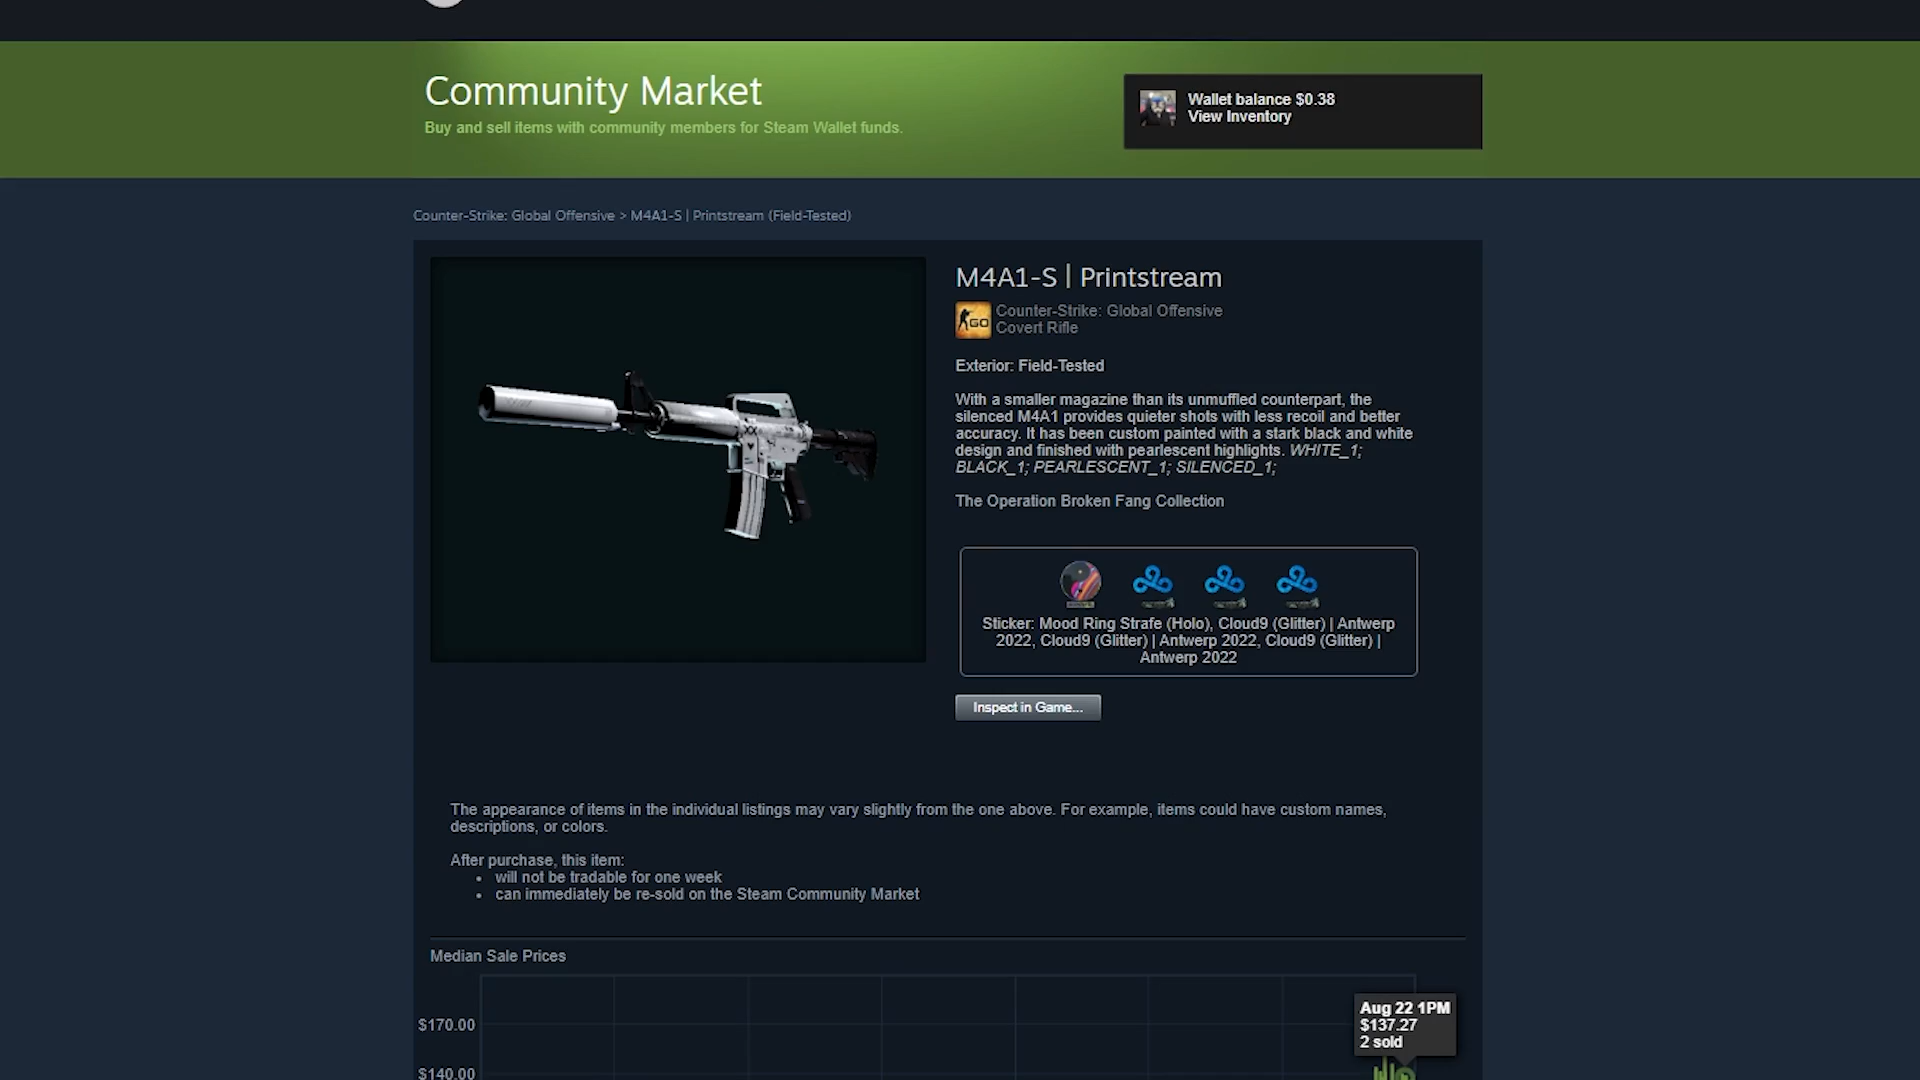 Community Market
Buy and sell items with community members for Steam Wallet funds.
Wallet balance $0.38
View Inventory
Counter-Strike: Global Offensive > M4A1-S | Printstream (Field-Tested)
M4A1-S | Printstream
GO
Counter-Strike: Global Offensive
Covert Rifle
Exterior: Field-Tested
With a smaller magazine than its unmuffled counterpart, the
silenced M4A1 provides quieter shots with less recoil and better
accuracy. It has been custom painted with a stark black and white
design and finished with pearlescent highlights. WHITE_1;
BLACK_1; PEARLESCENT_1; SILENCED_1;
The Operation Broken Fang Collection
Sticker: Mood Ring Strafe (Holo), Cloud9 (Glitter) | Antwerp
2022, Cloud9 (Glitter) | Antwerp 2022, Cloud9 (Glitter) |
Antwerp 2022
Inspect in Game...
The appearance of items in the individual listings may vary slightly from the one above. For example, items could have custom names,
descriptions, or colors.
After purchase, this item:
• will not be tradable for one week
• can immediately be re-sold on the Steam Community Market
Median Sale Prices
$170.00
$140.00
Aug 22 1PM
$137.27
2 sold